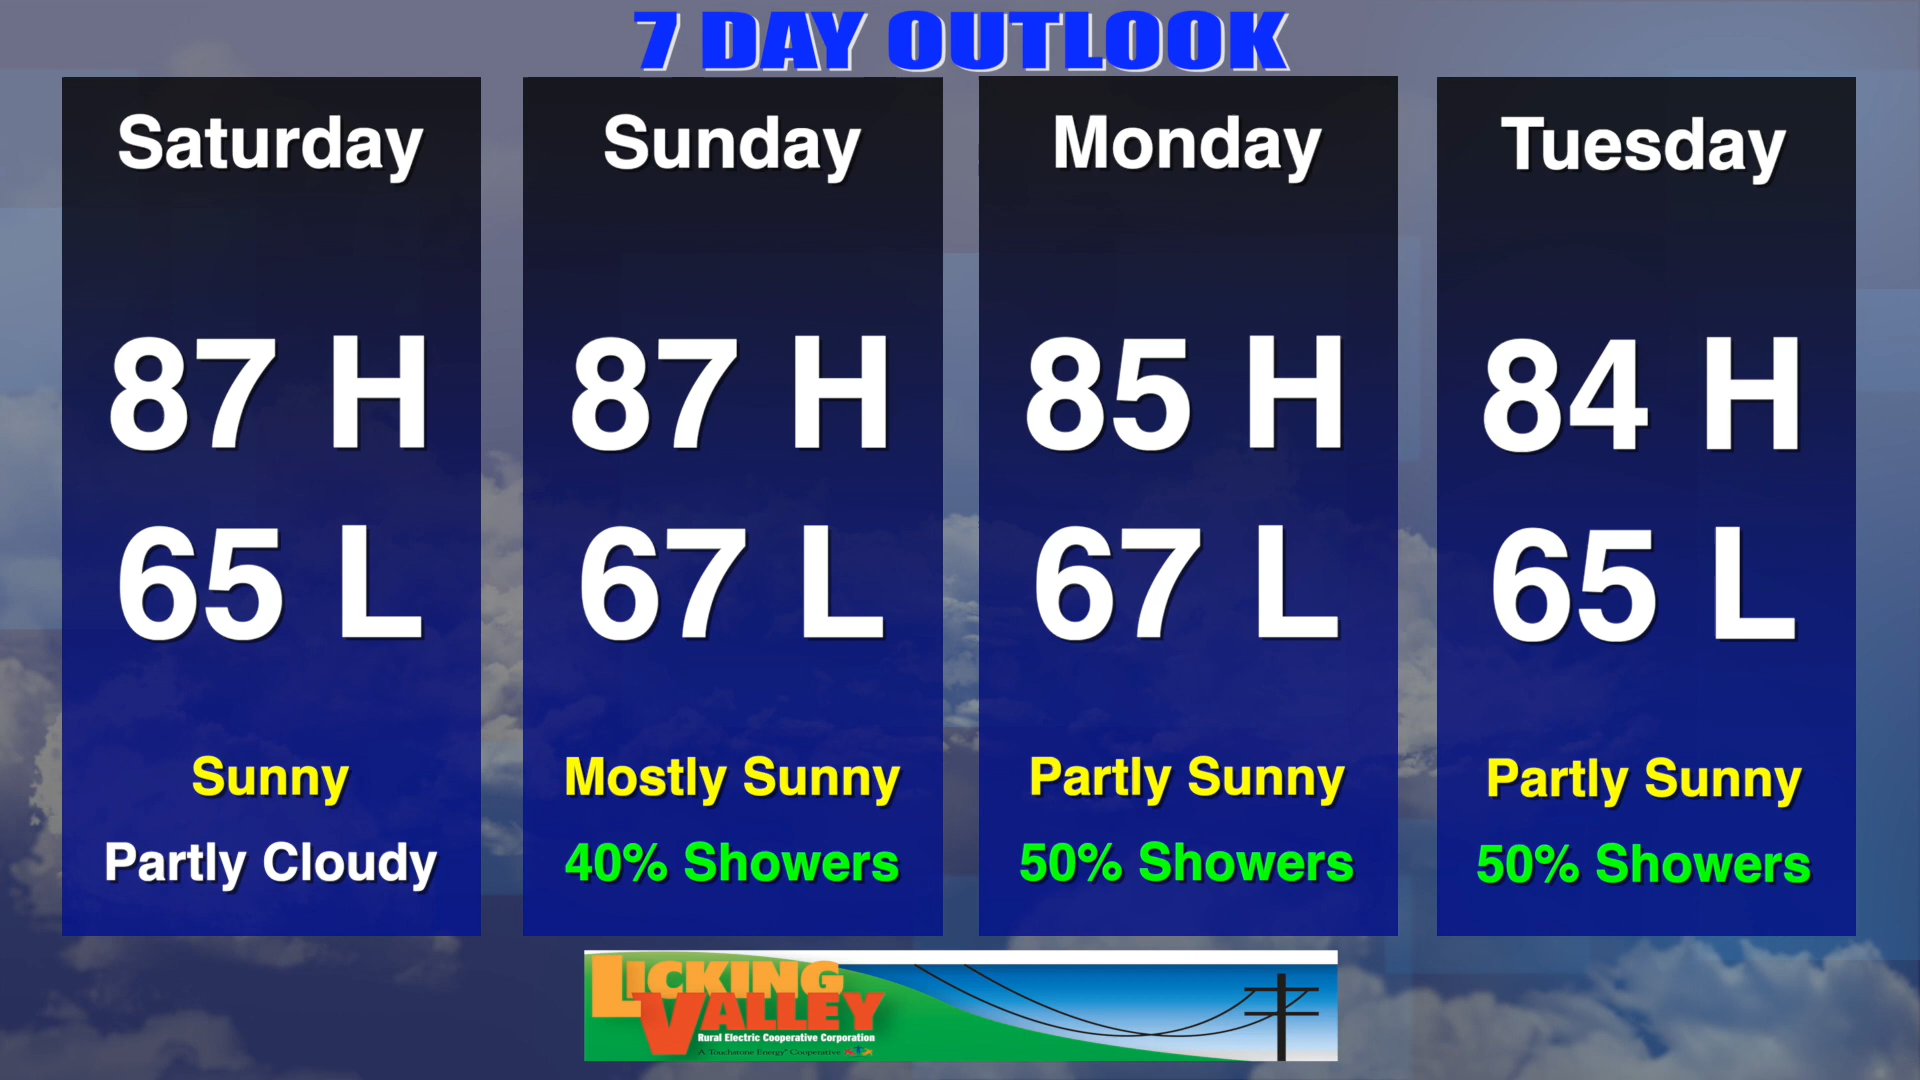 7 DAY OUTLOOK
Saturday
87 H
65 L
Sunny
Partly Cloudy
Sunday
87 H
67 L
Mostly Sunny
40% Showers
Monday
85 H
67 L
Partly Sunny
50% Showers
Tuesday
84 H
65 L
Partly Sunny
50% Showers
LICKING
VALLEY
Rural Electric Cooperative Corporation
A Touchstone Energy® Cooperative